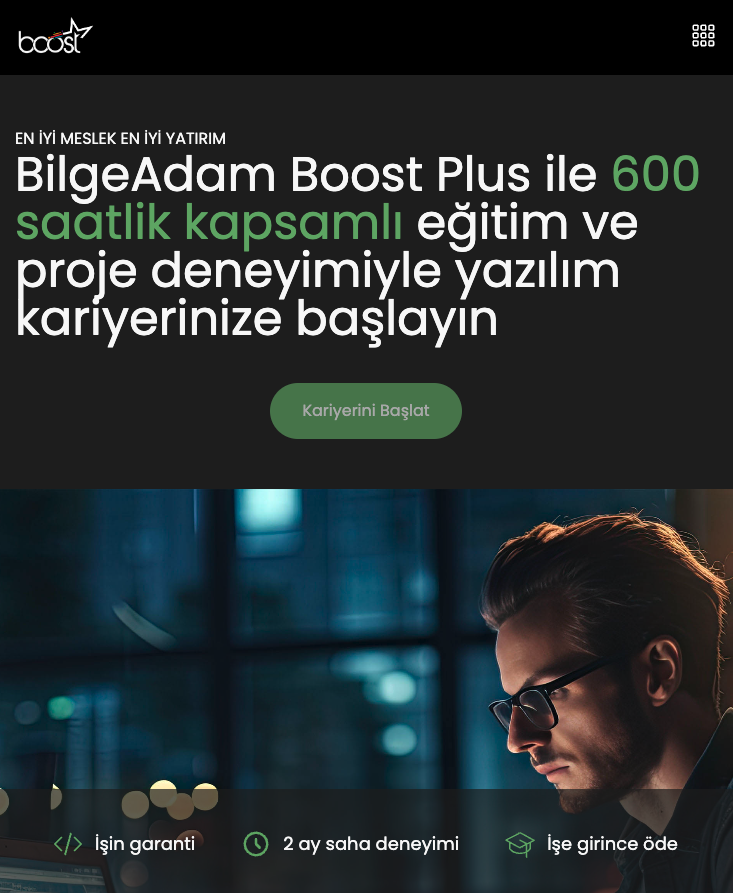 boost
EN İYİ MESLEK EN İYİ YATIRIM
BilgeAdam Boost Plus ile 600
saatlik kapsamlı eğitim ve
proje deneyimiyle yazılım
kariyerinize başlayın
Kariyerini Başlat
İşin garanti
2 ay saha deneyimi
İşe girince öde